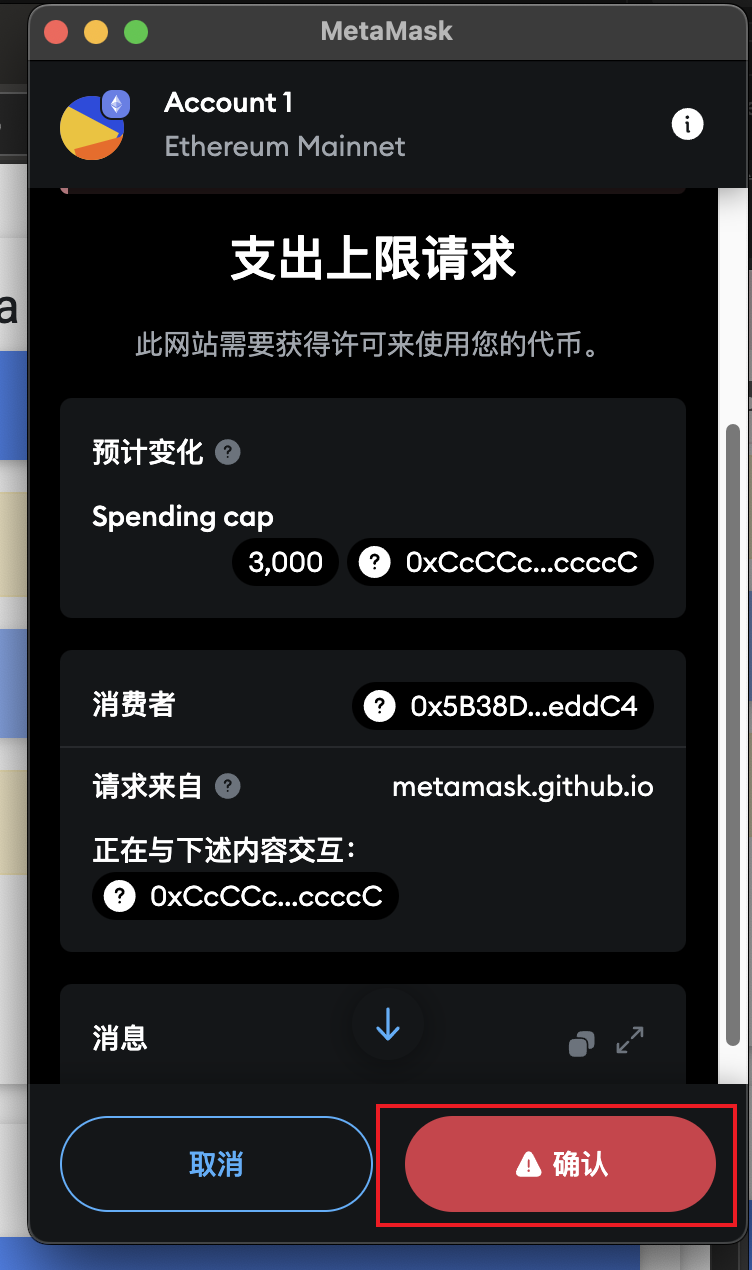 MetaMask
Account 1
Ethereum Mainnet
支出上限请求
此网站需要获得许可来使用您的代币。
预计变化
Spending cap
3,000 0xCcCCc...ccccC
消费者 0x5B38D...eddC4
请求来自 metamask.github.io
正在与下述内容交互：
0xCcCCc...ccccC
消息
取消 确认
a